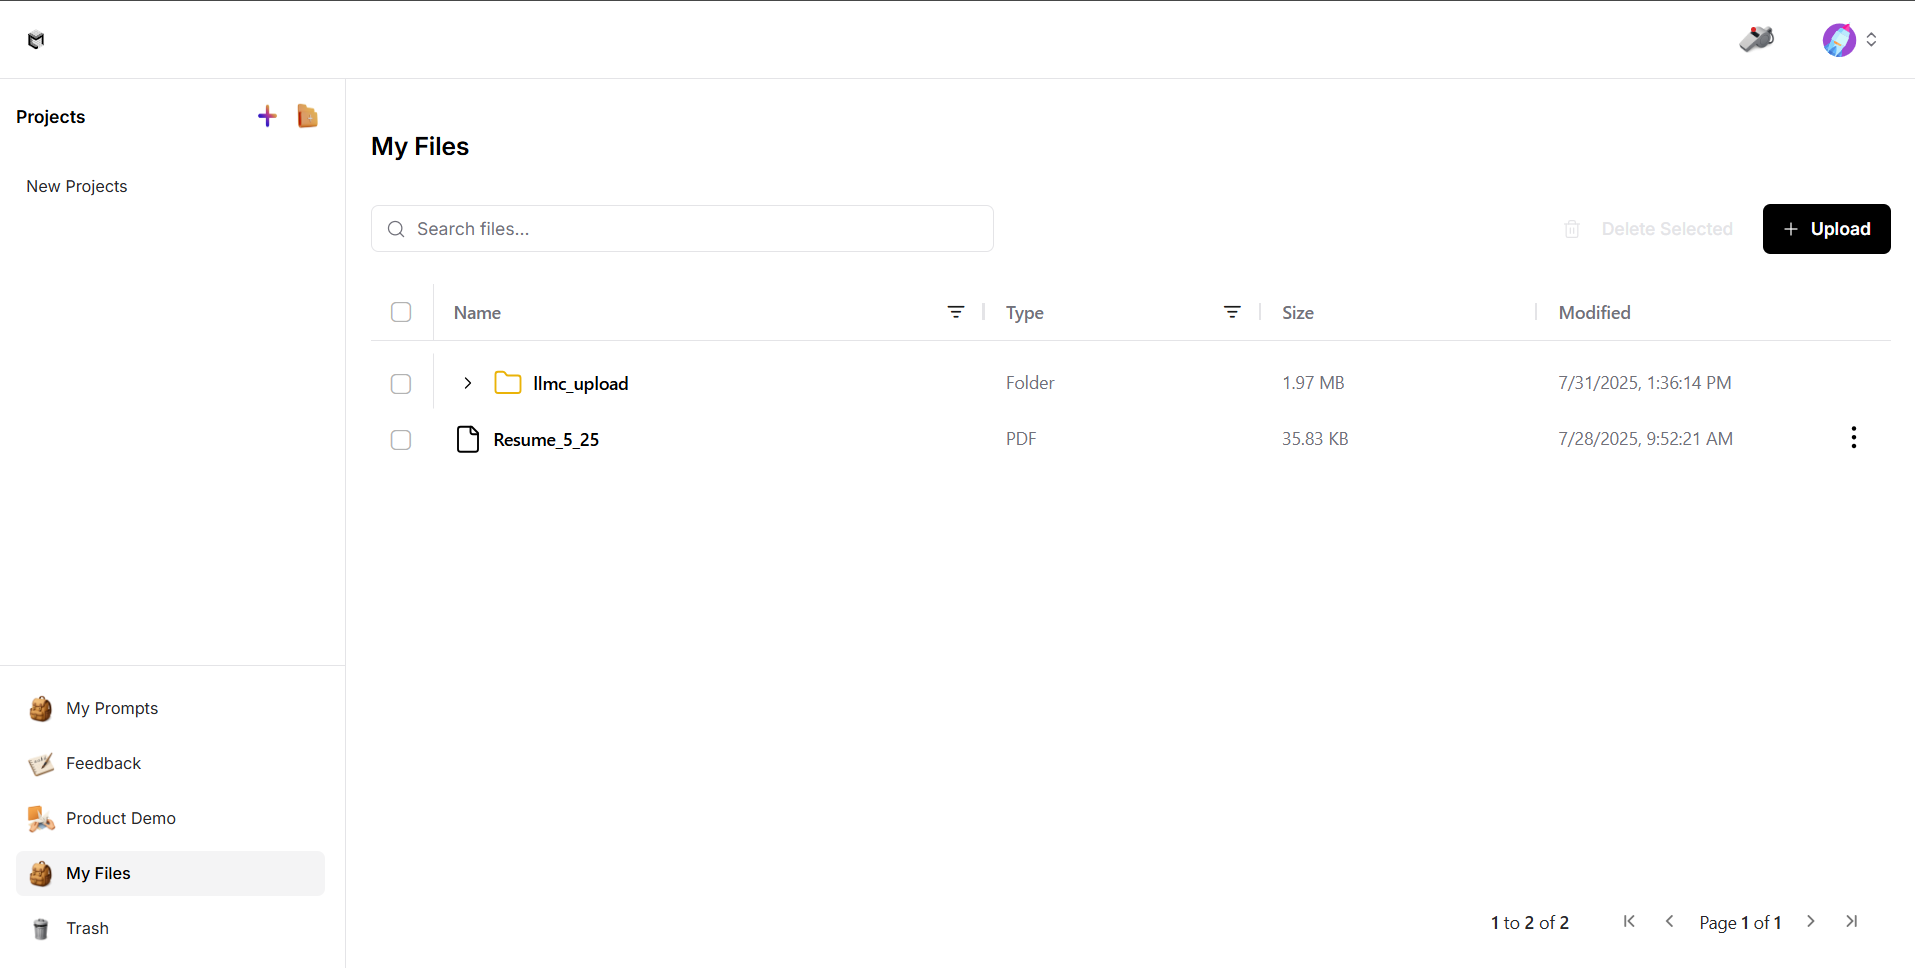 Projects
New Projects
My Files
Search files...
Delete Selected
Upload
Name
Type
Size
Modified
llmc_upload
Folder
1.97 MB
7/31/2025, 1:36:14 PM
Resume_5_25
PDF
35.83 KB
7/28/2025, 9:52:21 AM
My Prompts
Feedback
Product Demo
My Files
Trash
1 to 2 of 2
Page 1 of 1